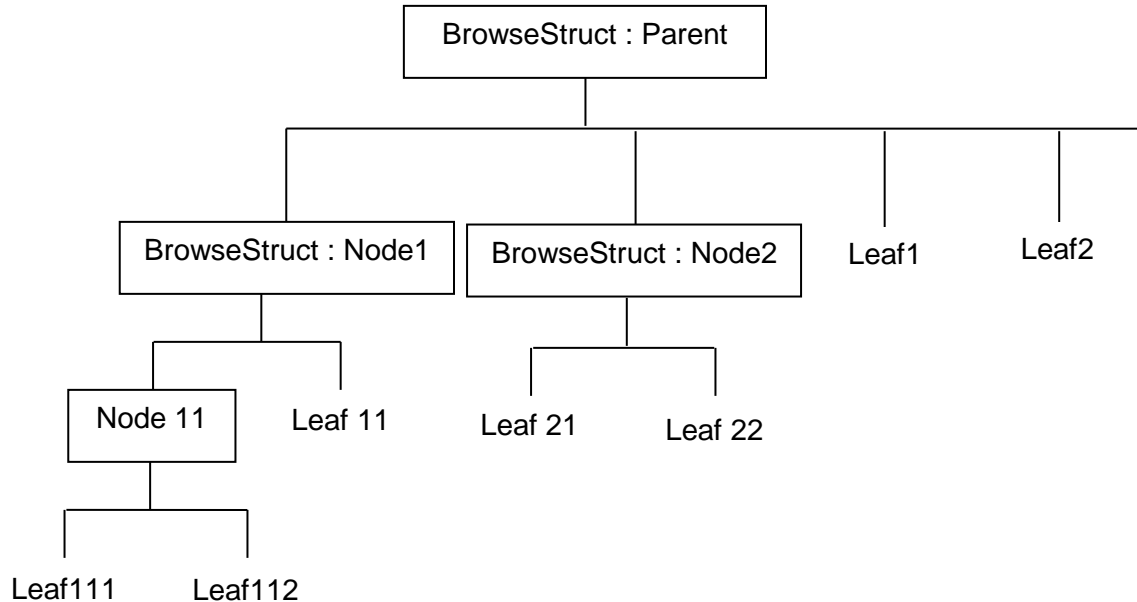 BrowseStruct : Parent
BrowseStruct : Node1
BrowseStruct : Node2
Leaf1
Leaf2
Node 11
Leaf 11
Leaf 21
Leaf 22
Leaf111
Leaf112